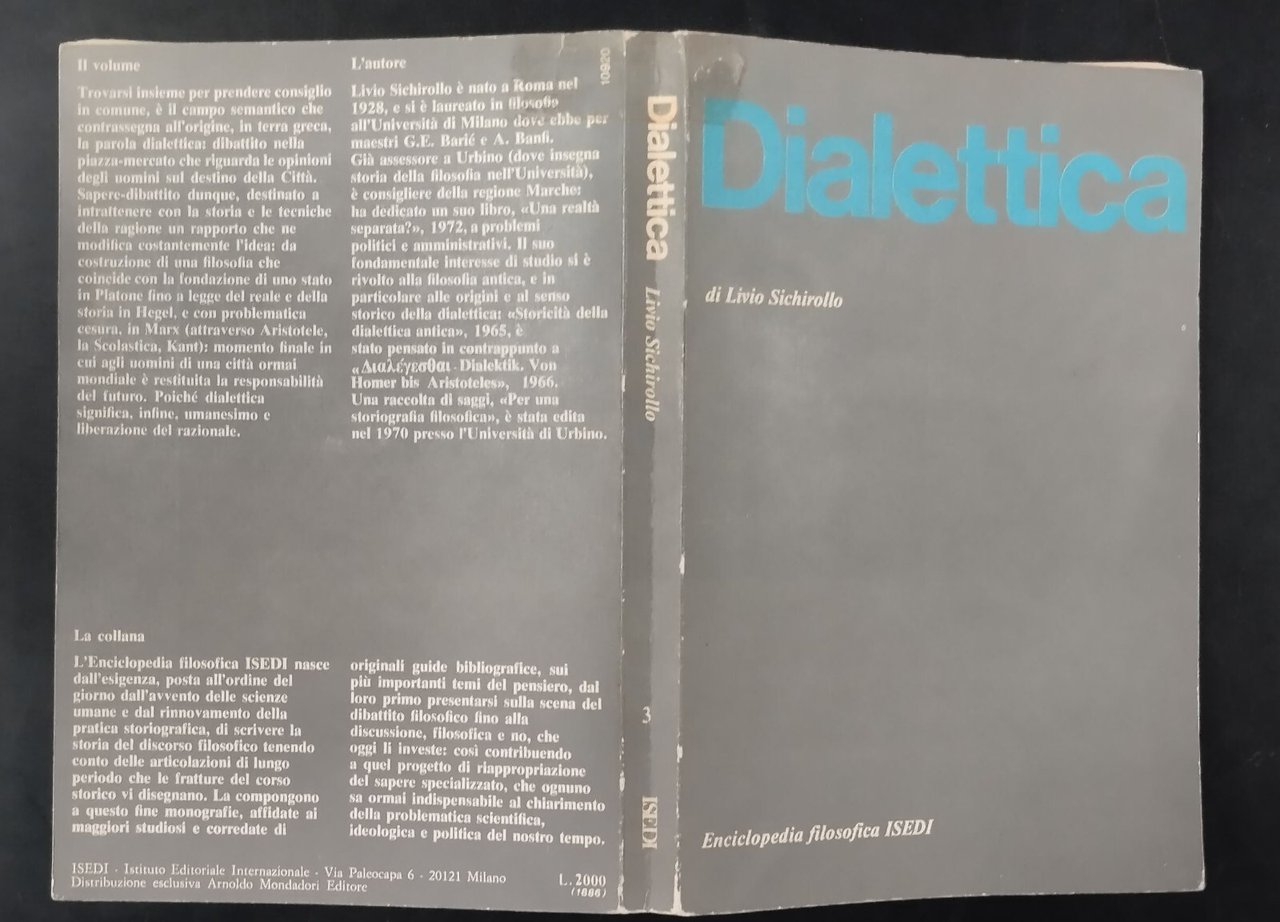 Il volume
Trovarsi insieme per prendere consiglio
in comune, è il campo semantico che
contrassegna all'origine, in terra greca,
la parola dialettica: dibattito nella
piazza-mercato che riguarda le opinioni
degli uomini sul destino della Città.
Sapere-dibattito dunque, destinato a
intrattenere con la storia e le tecniche
della ragione un rapporto che ne
modifica costantemente l'idea: da
costruzione di una filosofia che
coincide con la fondazione di uno stato
in Platone fino a legge del reale e della
storia in Hegel, e con problematica
cesura, in Marx (attraverso Aristotele,
la Scolastica, Kant): momento finale in
cui agli uomini di una città ormai
mondiale è restituita la responsabilità
del futuro. Poiché dialettica
significa, infine, umanesimo e
liberazione del razionale.
L'autore
Livio Sichirollo è nato a Roma nel
1928, e si è laureato in filosofia
all'Università di Milano dove ebbe per
maestri G.E. Barié e A. Banfi.
Già assessore a Urbino (dove insegna
storia della filosofia nell'Università),
è consigliere della regione Marche:
ha dedicato un suo libro, «Una realtà
separata?», 1972, a problemi
politici e amministrativi. Il suo
fondamentale interesse di studio si è
rivolto alla filosofia antica, e in
particolare alle origini e al senso
storico della dialettica: «Storicità della
dialettica antica», 1965, è
stato pensato in contrappunto a
«Διαλέγεσθαι - Dialektik. Von
Homer bis Aristoteles», 1966.
Una raccolta di saggi, «Per una
storiografia filosofica», è stata edita
nel 1970 presso l'Università di Urbino.
10920
La collana
L'Enciclopedia filosofica ISEDI nasce
dall'esigenza, posta all'ordine del
giorno dall'avvento delle scienze
umane e dal rinnovamento della
pratica storiografica, di scrivere la
storia del discorso filosofico tenendo
conto delle articolazioni di lungo
periodo che le fratture del corso
storico vi disegnano. La compongono
a questo fine monografie, affidate ai
maggiori studiosi e corredate di
originali guide bibliografice, sui
più importanti temi del pensiero, dal
loro primo presentarsi sulla scena del
dibattito filosofico fino alla
discussione, filosofica e no, che
oggi li investe: così contribuendo
a quel progetto di riappropriazione
del sapere specializzato, che ognuno
sa ormai indispensabile al chiarimento
della problematica scientifica,
ideologica e politica del nostro tempo.
ISEDI - Istituto Editoriale Internazionale - Via Paleocapa 6 - 20121 Milano
Distribuzione esclusiva Arnoldo Mondadori Editore
L. 2000
(1886)
Dialettica Livio Sichirollo
3
ISEDI
Dialettica
di Livio Sichirollo
Enciclopedia filosofica ISEDI